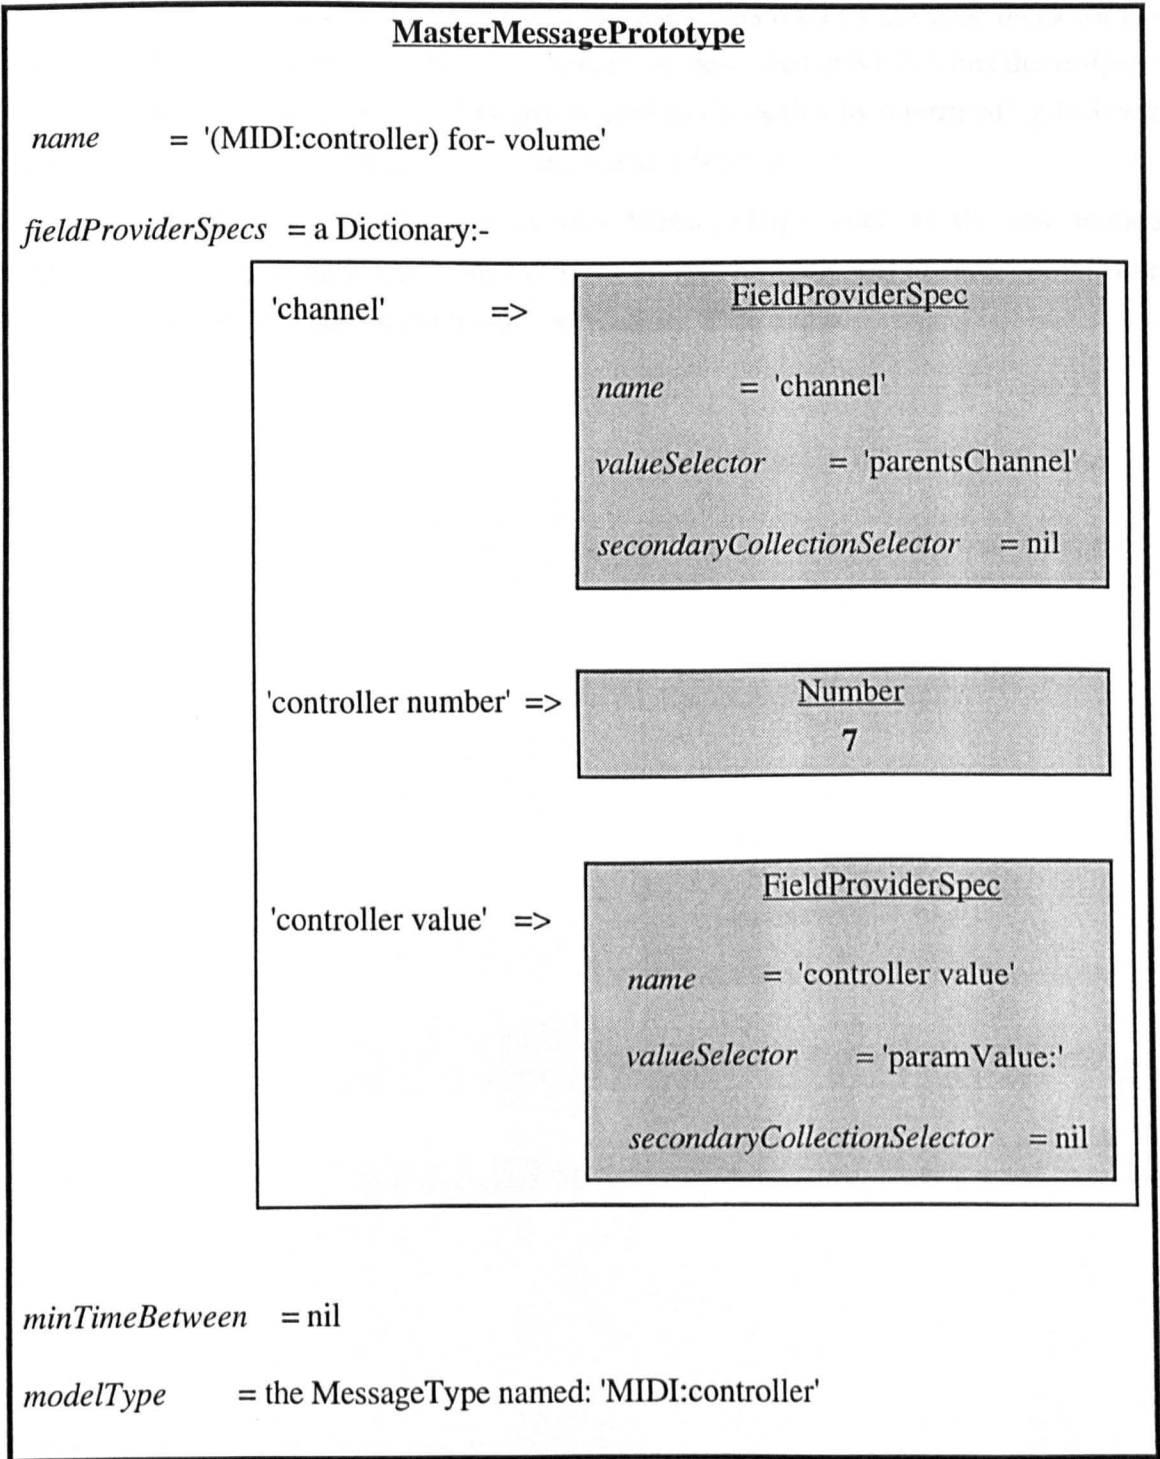 MasterMessagePrototype
name = '(MIDI:controller) for- volume'
fieldProviderSpecs = a Dictionary:-
'channel' =>
FieldProviderSpec
name = 'channel'
valueSelector = 'parentsChannel'
secondaryCollectionSelector = nil
'controller number' =>
Number
7
'controller value' =>
FieldProviderSpec
name = 'controller value'
valueSelector = 'paramValue:'
secondaryCollectionSelector = nil
minTimeBetween = nil
modelType = the MessageType named: 'MIDI:controller'